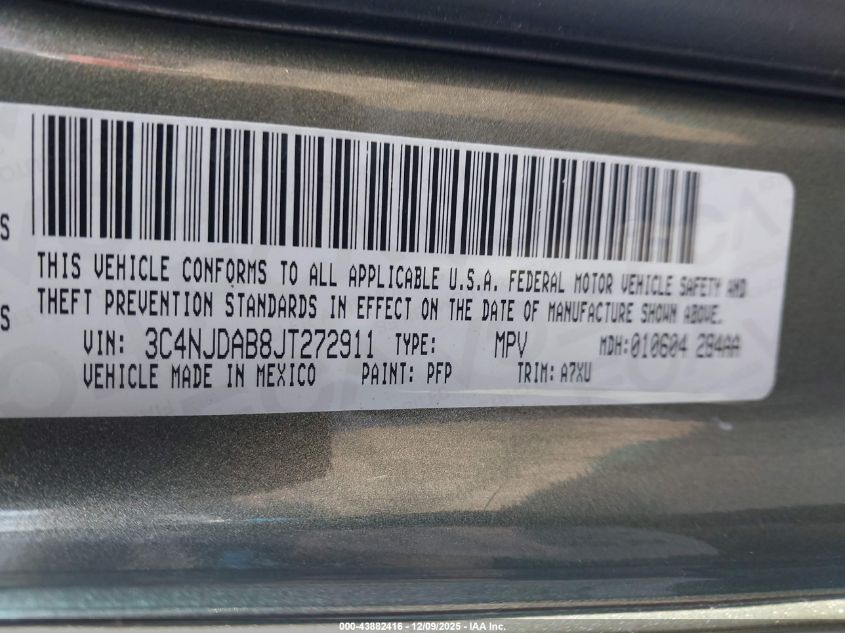 THIS VEHICLE CONFORMS TO ALL APPLICABLE U.S.A. FEDERAL MOTOR VEHICLE SAFETY AND
S
THEFT PREVENTION STANDARDS IN EFFECT ON THE DATE OF MANUFACTURE SHOWN ABOVE.
S
VIN: 3C4NJDAB8JT272911 TYPE: MPV MDH:010604 284AA
VEHICLE MADE IN MEXICO PAINT: PFP TRIM: A7XU
000-43882416 - 12/09/2025 - IAA Inc.